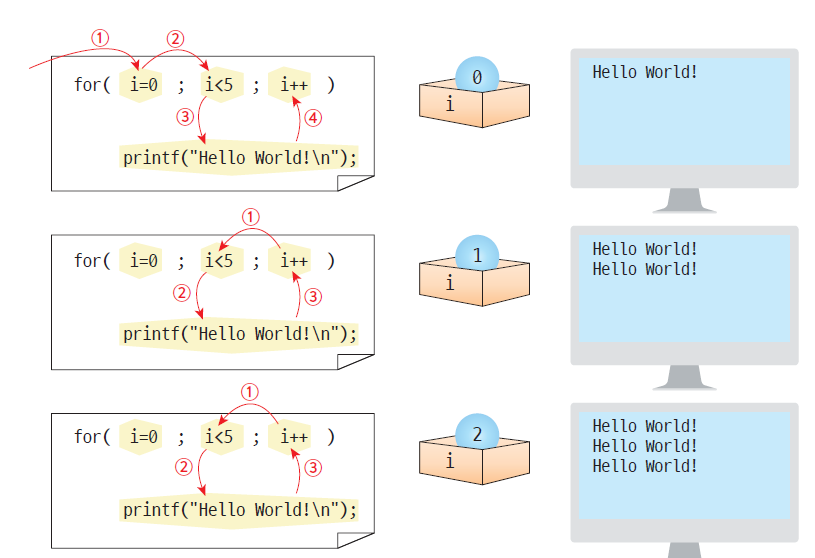 ① ②
for( i=0 ; i<5 ; i++ )
③ ④
printf("Hello World!\n");
0
i
Hello World!
①
for( i=0 ; i<5 ; i++ )
② ③
printf("Hello World!\n");
1
i
Hello World!
Hello World!
①
for( i=0 ; i<5 ; i++ )
② ③
printf("Hello World!\n");
2
i
Hello World!
Hello World!
Hello World!